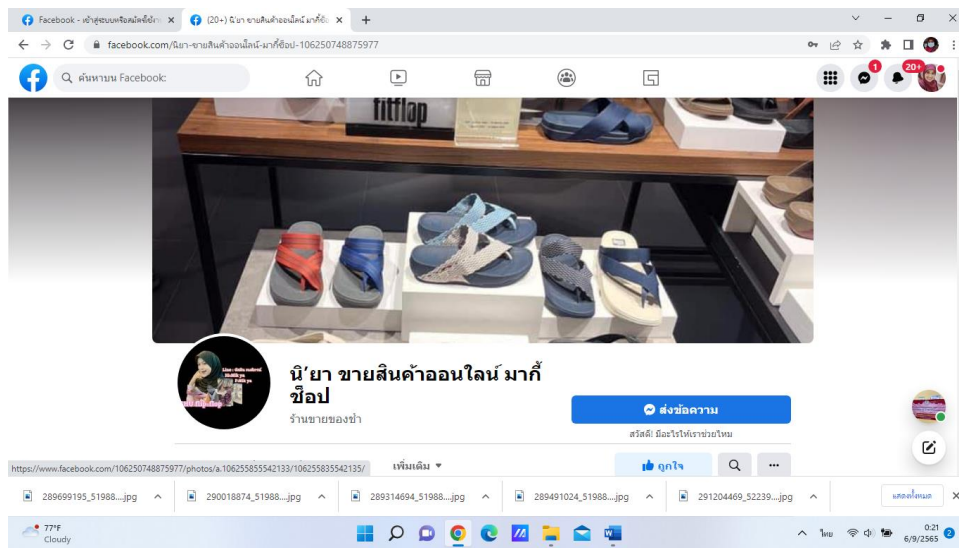 Facebook - เข้าสู่ระบบหรือสมัครใช้งาน
(20+) นิ'ยา ขายสินค้าออนไลน์ มากี้ช็อป
facebook.com/นิยา-ขายสินค้าออนไลน์-มากี้ช็อป-106250748875977
ค้นหาบน Facebook:
1
20+
fitflop
นิ'ยา ขายสินค้าออนไลน์ มากี้
ช็อป
ร้านขายของชำ
ส่งข้อความ
สวัสดี! มีอะไรให้เราช่วยไหม
https://www.facebook.com/106250748875977/photos/a.106255855542133/106255835542135/
เพิ่มเติม
ถูกใจ
289699195_51988....jpg
290018874_51988....jpg
289314694_51988....jpg
289491024_51988....jpg
291204469_52239....jpg
แสดงทั้งหมด
77°F
Cloudy
ไทย
0:21
6/9/2565
2